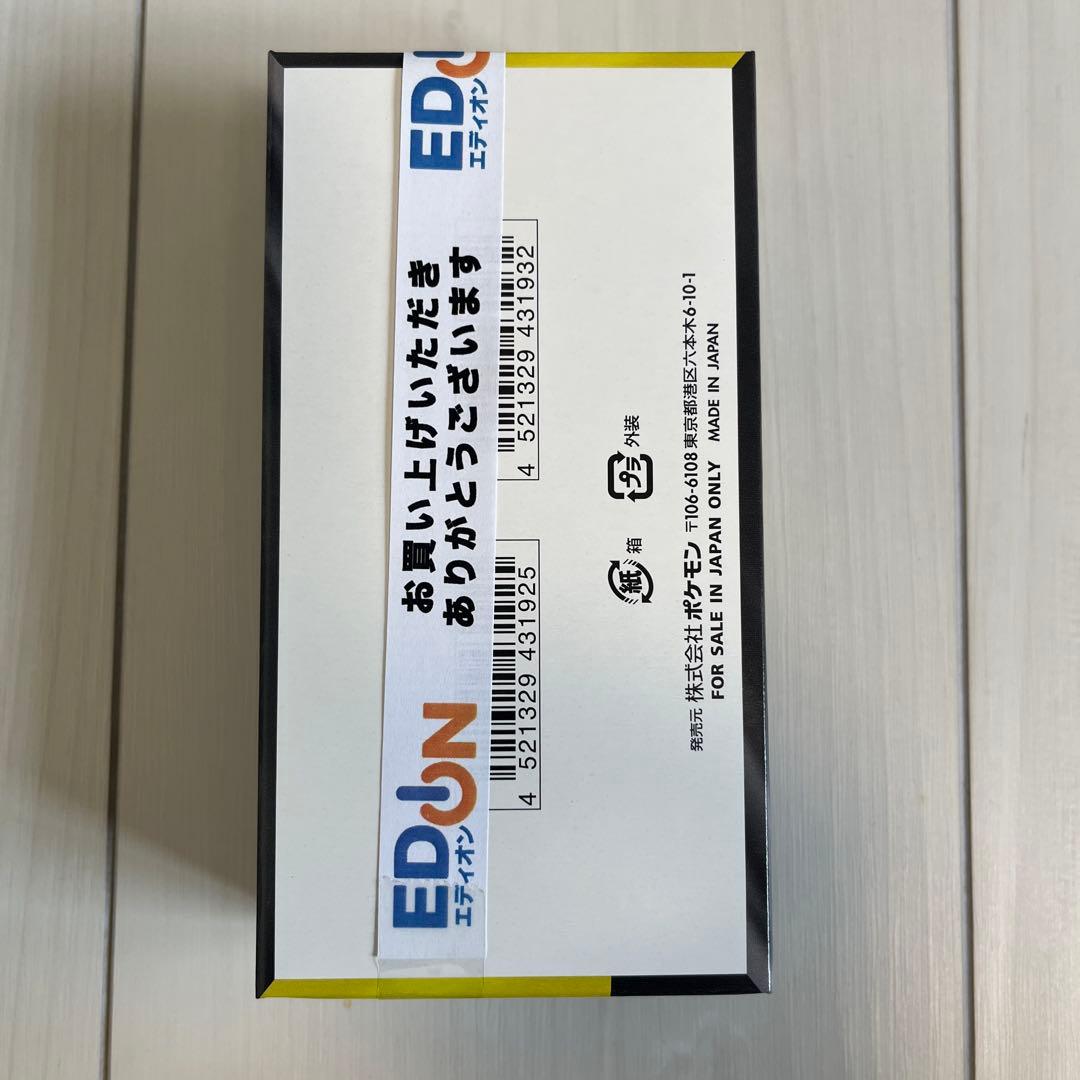 EDION
エディオン
お買い上げいただき
ありがとうございます
ED
エディオン
4 521329 431925
4 521329 431932
紙 箱
プラ 外装
発売元 株式会社ポケモン 〒106-6108 東京都港区六本木6-10-1
FOR SALE IN JAPAN ONLY MADE IN JAPAN